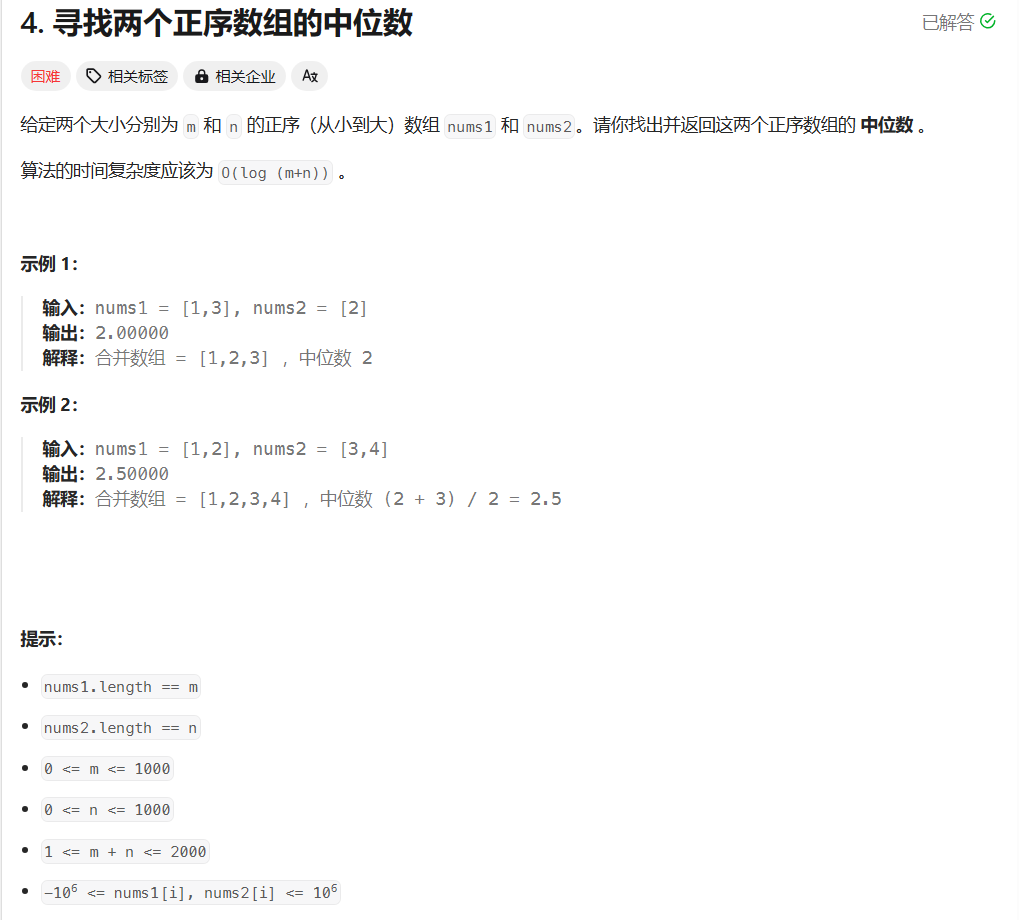 4. 寻找两个正序数组的中位数
已解答
困难 相关标签 相关企业
给定两个大小分别为 m 和 n 的正序（从小到大）数组 nums1 和 nums2。请你找出并返回这两个正序数组的 中位数 。
算法的时间复杂度应该为 O(log (m+n)) 。
示例 1：
输入：nums1 = [1,3], nums2 = [2]
输出：2.00000
解释：合并数组 = [1,2,3] ，中位数 2
示例 2：
输入：nums1 = [1,2], nums2 = [3,4]
输出：2.50000
解释：合并数组 = [1,2,3,4] ，中位数 (2 + 3) / 2 = 2.5
提示：
nums1.length == m
nums2.length == n
0 <= m <= 1000
0 <= n <= 1000
1 <= m + n <= 2000
-10⁶ <= nums1[i], nums2[i] <= 10⁶